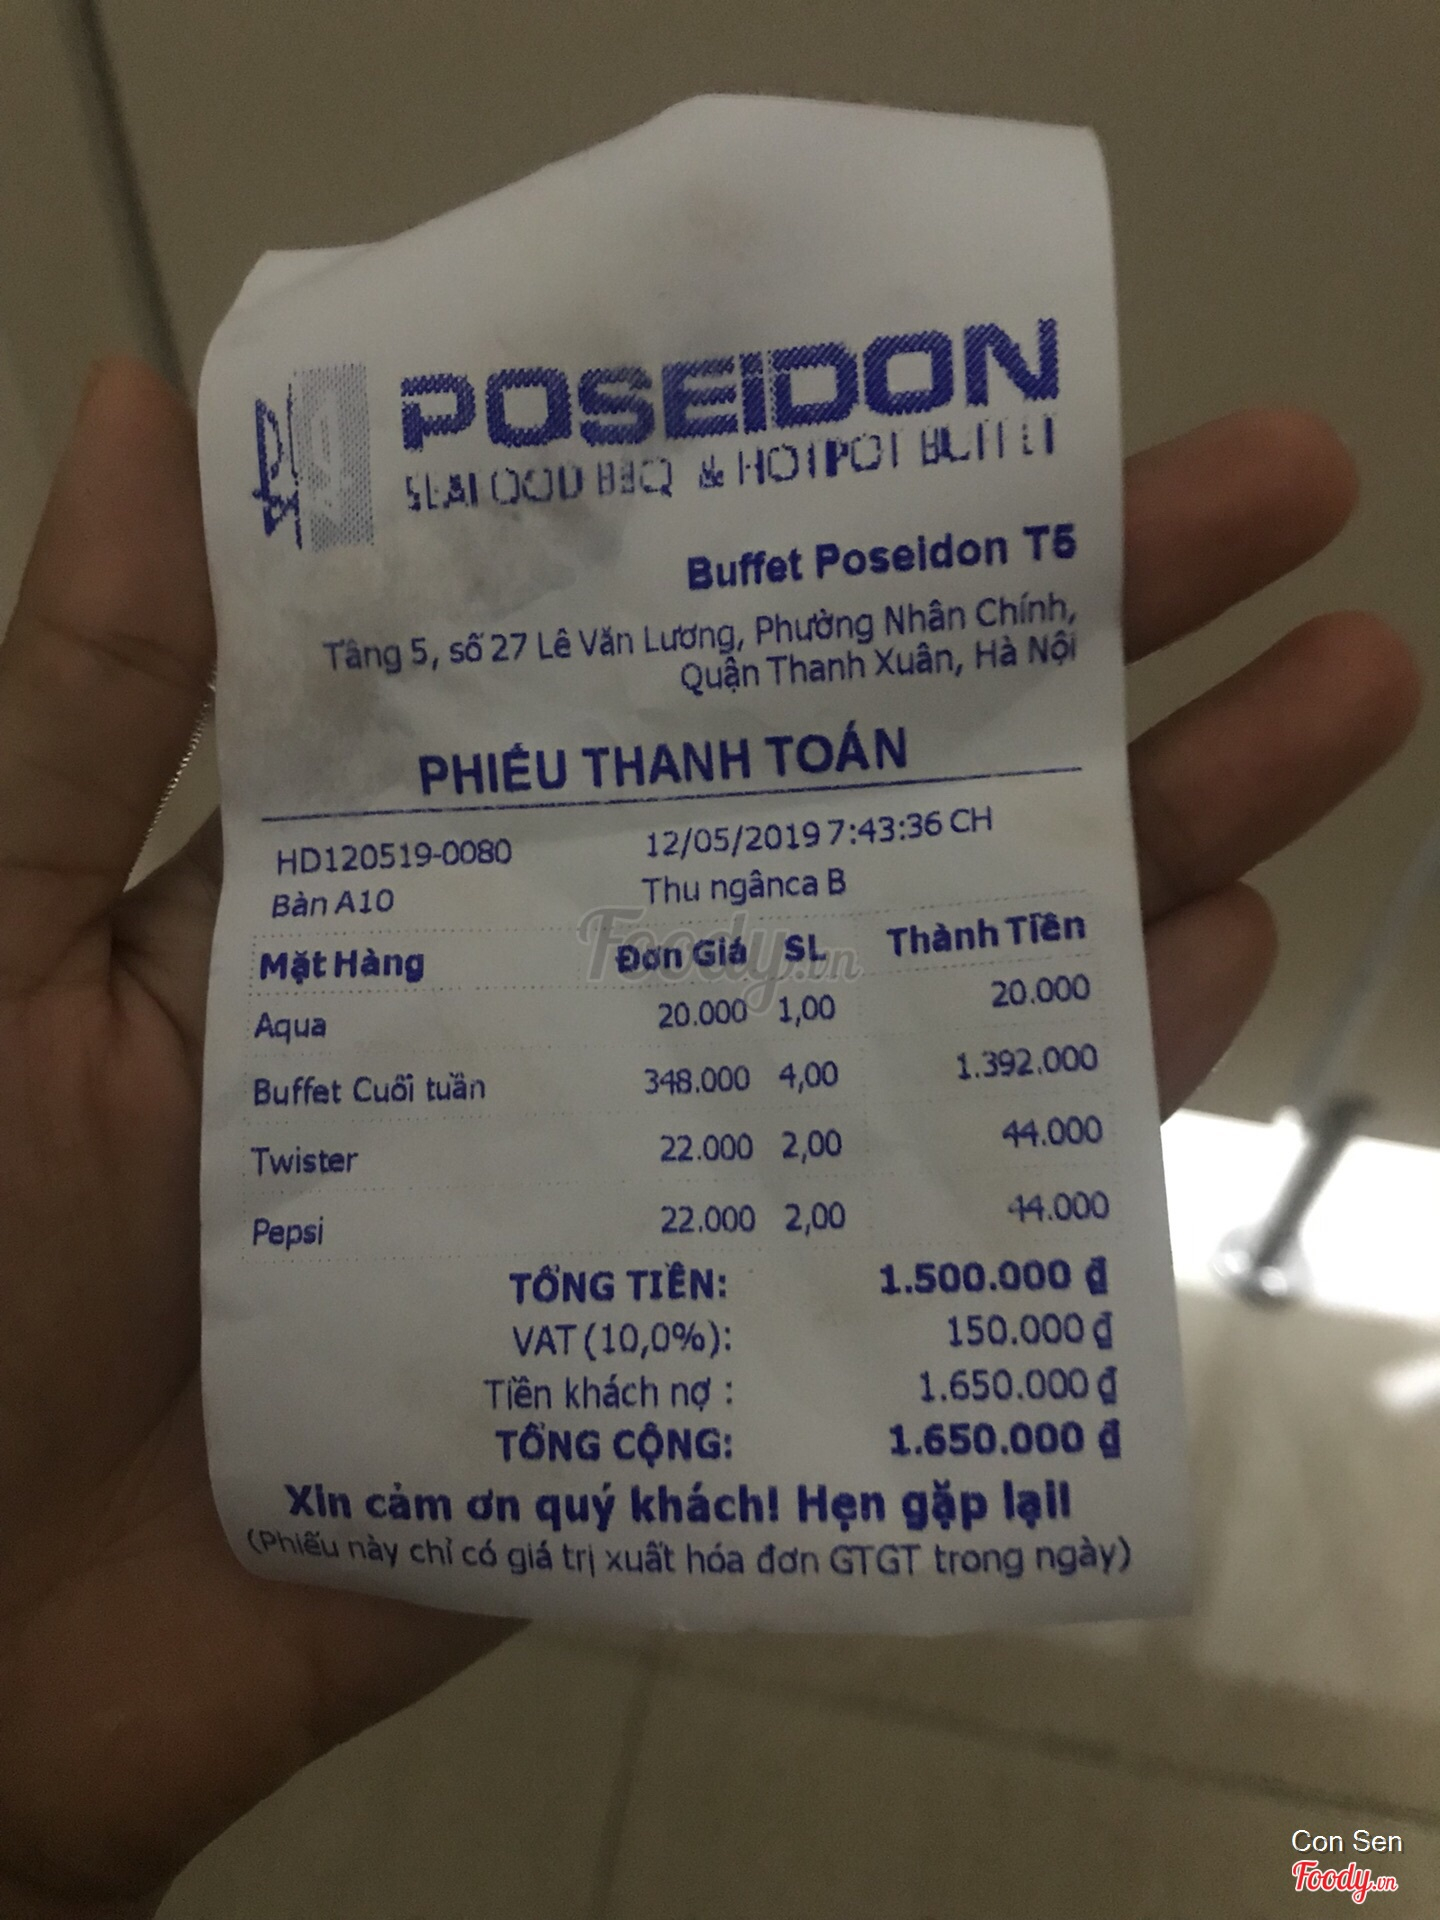 POSEIDON
SEAFOOD BBQ & HOTPOT BUFFET
Buffet Poseidon T5
Tầng 5, số 27 Lê Văn Lương, Phường Nhân Chính,
Quận Thanh Xuân, Hà Nội
PHIẾU THANH TOÁN
HD120519-0080 12/05/2019 7:43:36 CH
Bàn A10 Thu ngânca B
Mặt Hàng Đơn Giá SL Thành Tiền
Aqua 20.000 1,00 20.000
Buffet Cuối tuần 348.000 4,00 1.392.000
Twister 22.000 2,00 44.000
Pepsi 22.000 2,00 44.000
TỔNG TIỀN: 1.500.000 ₫
VAT (10,0%): 150.000 ₫
Tiền khách nợ : 1.650.000 ₫
TỔNG CỘNG: 1.650.000 ₫
Xin cảm ơn quý khách! Hẹn gặp lại!
(Phiếu này chỉ có giá trị xuất hóa đơn GTGT trong ngày)
Foody.vn
Con Sen
Foody.vn